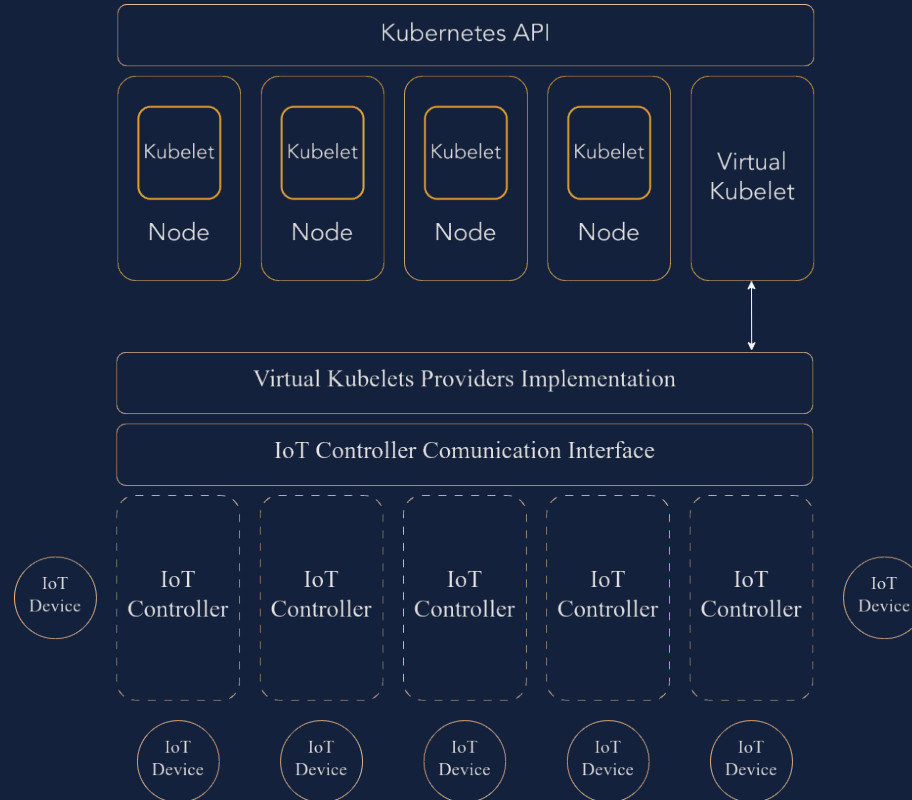 Kubernetes API
Kubelet
Kubelet
Kubelet
Kubelet
Virtual
Kubelet
Node
Node
Node
Node
Virtual Kubelets Providers Implementation
IoT Controller Comunication Interface
IoT
Device
IoT
Controller
IoT
Controller
IoT
Controller
IoT
Controller
IoT
Controller
IoT
Device
IoT
Device
IoT
Device
IoT
Device
IoT
Device
IoT
Device